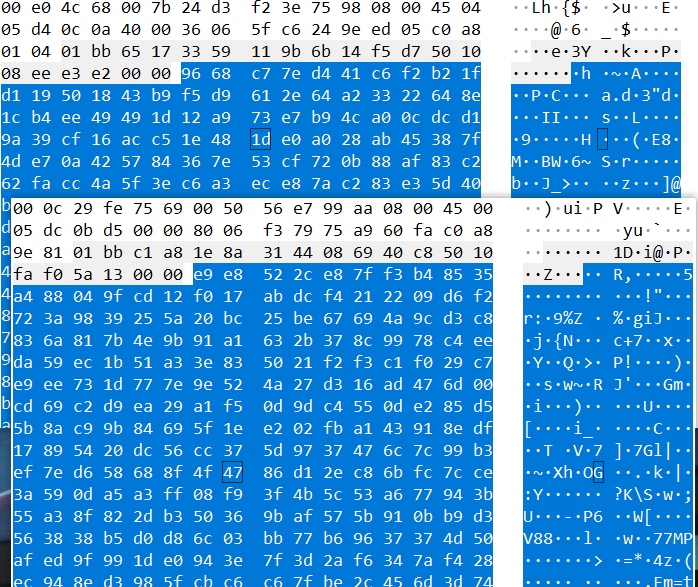 00 e0 4c 68 00 7b 24 d3 f2 3e 75 98 08 00 45 04 ··Lh·{$· ·>u···E·
05 d4 0c 0a 40 00 36 06 5f c6 24 9e ed 05 c0 a8 ····@·6· _·$·····
01 04 01 bb 65 17 33 59 11 9b 6b 14 f5 d7 50 10 ····e·3Y ··k···P·
08 ee e3 e2 00 00 96 68 c7 7e d4 41 c6 f2 b2 1f ·······h ·~·A····
d1 19 50 18 43 b9 f5 d9 61 2e 64 a2 33 22 64 8e ··P·C··· a.d·3"d·
1c b4 ee 49 49 1d 12 a9 73 e7 b9 4c a0 0c dc d1 ···II··· s··L····
9a 39 cf 16 ac c5 1e 48 1d e0 a0 28 ab 45 38 7f ·9·····H ···(·E8·
4d e7 0a 42 57 84 36 7e 53 cf 72 0b 88 af 83 c2 M··BW·6~ S·r·····
62 fa cc 4a 5f 3e c6 a3 ec e8 7a c2 83 e3 5d 40 b··J_>·· ··z···]@
00 0c 29 fe 75 69 00 50 56 e7 99 aa 08 00 45 00 ··)·ui·P V·····E·
05 dc 0b d5 00 00 80 06 f3 79 75 a9 60 fa c0 a8 ········ ·yu·`···
9e 81 01 bb c1 a8 1e 8a 31 44 08 69 40 c8 50 10 ········ 1D·i@·P·
fa f0 5a 13 00 00 e9 e8 52 2c e8 7f f3 b4 85 35 ··Z····· R,·····5
a4 88 04 9f cd 12 f0 17 ab dc f4 21 22 09 d6 f2 ········ ···!"···
72 3a 98 39 25 5a 20 bc 25 be 67 69 4a 9c d3 c8 r:·9%Z · %·giJ···
83 6a 81 7b 4e 9b 91 a1 63 2b 37 8c 99 78 c4 ee ·j·{N··· c+7··x··
da 59 ec 1b 51 a3 3e 83 50 21 f2 f3 c1 f0 29 c7 ·Y··Q·>· P!····)·
e9 ee 73 1d 77 7e 9e 52 4a 27 d3 16 ad 47 6d 00 ··s·w~·R J'···Gm·
cd 69 c2 d9 ea 29 a1 f5 0d 9d c4 55 0d e2 85 d5 ·i···)·· ···U····
5b 8a c9 9b 84 69 5f 1e e2 02 fb a1 43 91 8e df [····i_· ····C···
17 89 54 20 dc 56 cc 37 5d 97 37 47 6c 7c 99 b3 ··T ·V·7 ]·7Gl|··
ef 7e d6 58 68 8f 4f 47 86 d1 2e c8 6b fc 7c ce ·~·Xh·OG ··.·k·|·
3a 59 0d a5 a3 ff 08 f9 3f 4b 5c 53 a6 77 94 3b :Y······ ?K\S·w·;
55 a3 8f 82 2d b3 50 36 9b af 57 5b 91 0b b9 d3 U···-·P6 ··W[····
56 38 38 b5 d0 d8 6c 03 bb 77 b6 96 37 37 4d 50 V88···l· ·w··77MP
af ed 9f 99 1d e0 94 3e 7f 3d 2a f6 34 7a f4 28 ·······> ·=*·4z·(